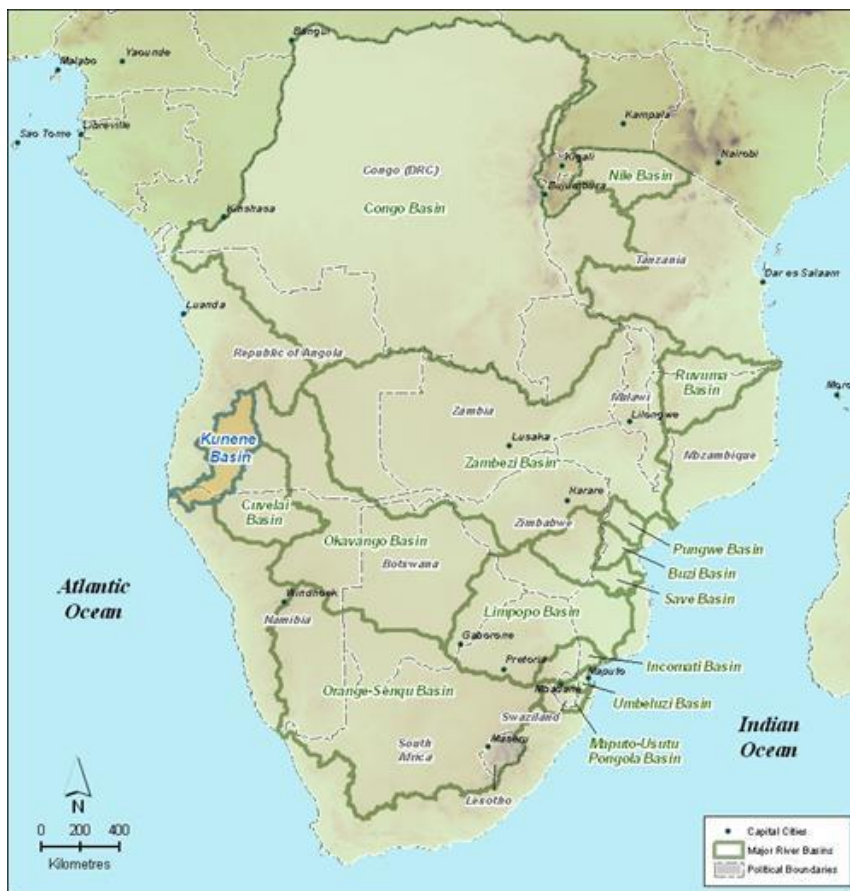 Bangui
Yaounde
Malabo
Kampala
Libreville
Sao Tome
Kigali
Nairobi
Congo (DRC)
Nile Basin
Bujumbura
Congo Basin
Kinshasa
Tanzania
Dar es Salaam
Luanda
Republic of Angola
Ruvuma
Basin
Malawi
Moro
Zambia
Lilongwe
Kunene
Basin
Lusaka
Mozambique
Zambezi Basin
Harare
Cuvelai
Basin
Zimbabwe
Okavango Basin
Pungwe Basin
Botswana
Buzi Basin
Atlantic
Ocean
Save Basin
Windhoek
Limpopo Basin
Namibia
Gaborone
Pretoria
Incomati Basin
Maputo
Orange-Senqu Basin
Mbabane
Umbeluzi Basin
Swaziland
Indian
Ocean
Maputo-Usutu
Pongola Basin
South
Africa
Maseru
Lesotho
N
0 200 400
Kilometres
Capital Cities
Major River Basins
Political Boundaries